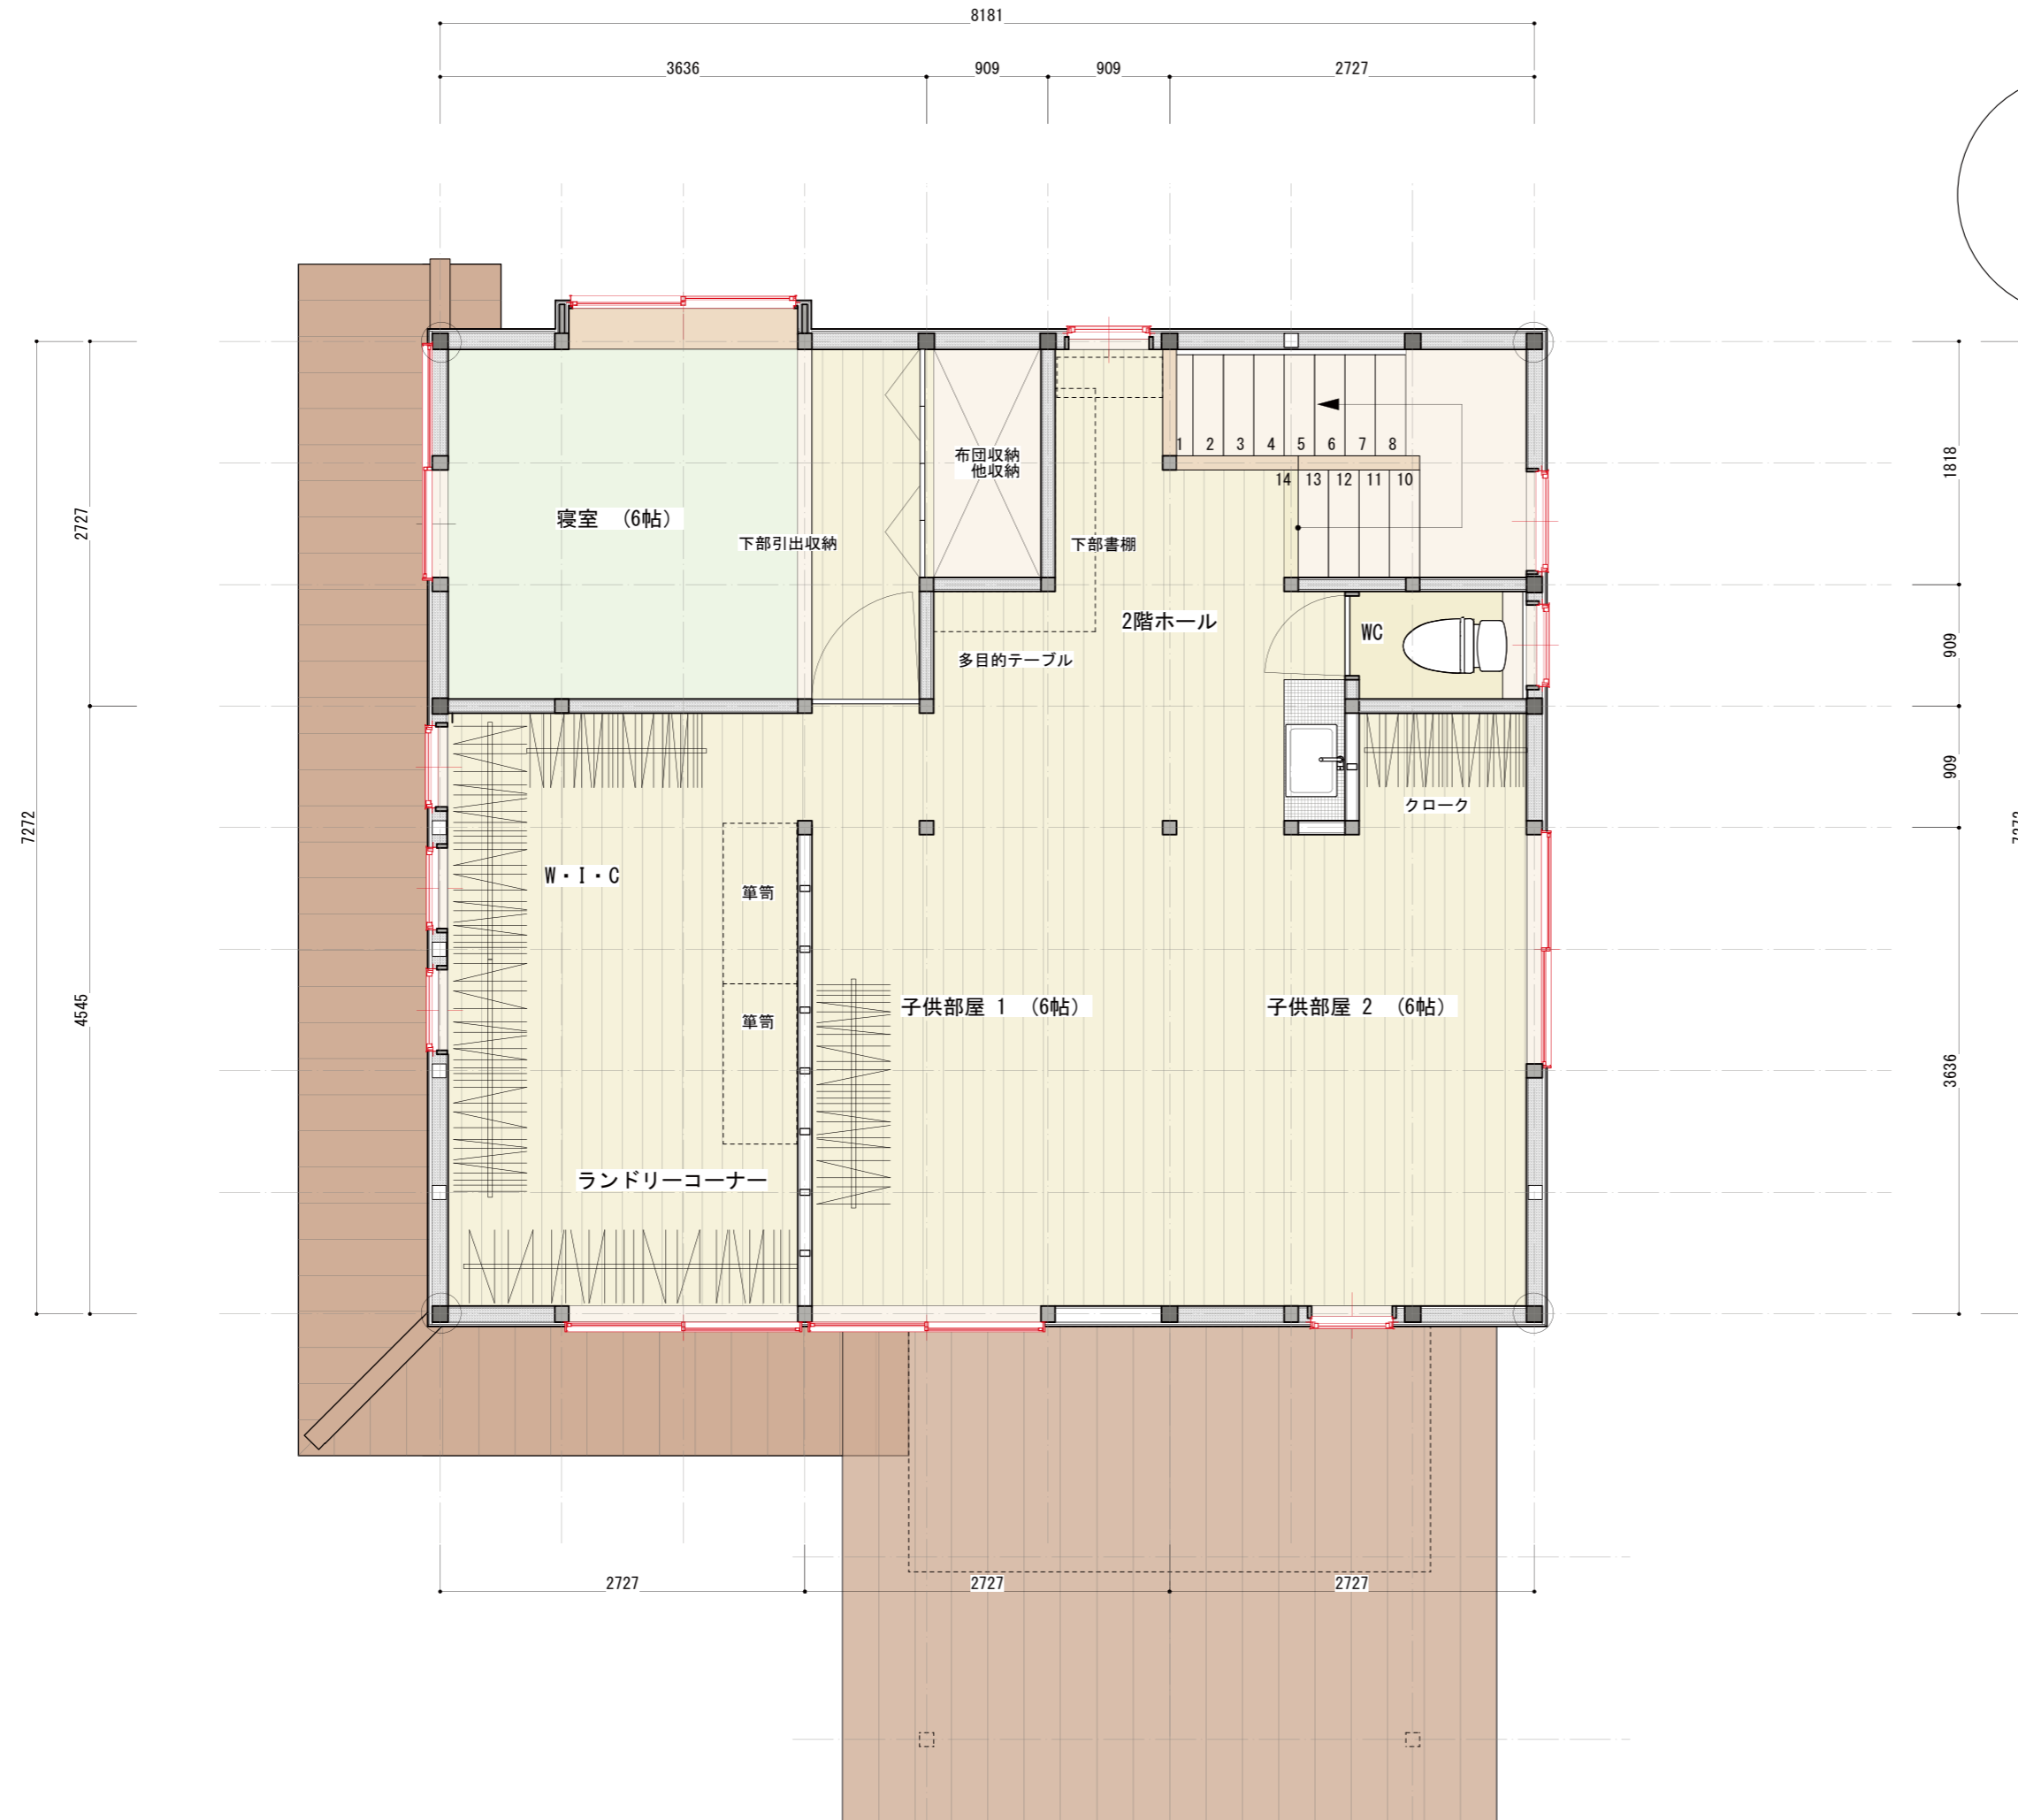 8181
3636
909
909
2727
1
2
3
4
5
6
7
8
布団収納
他収納
14
13
12
11
10
1818
2727
寝室 (6帖)
下部引出収納
下部書棚
2階ホール
WC
909
多目的テーブル
909
クローク
7272
W・I・C
箪笥
4545
子供部屋 1 (6帖)
子供部屋 2 (6帖)
箪笥
3636
ランドリーコーナー
2727
2727
2727